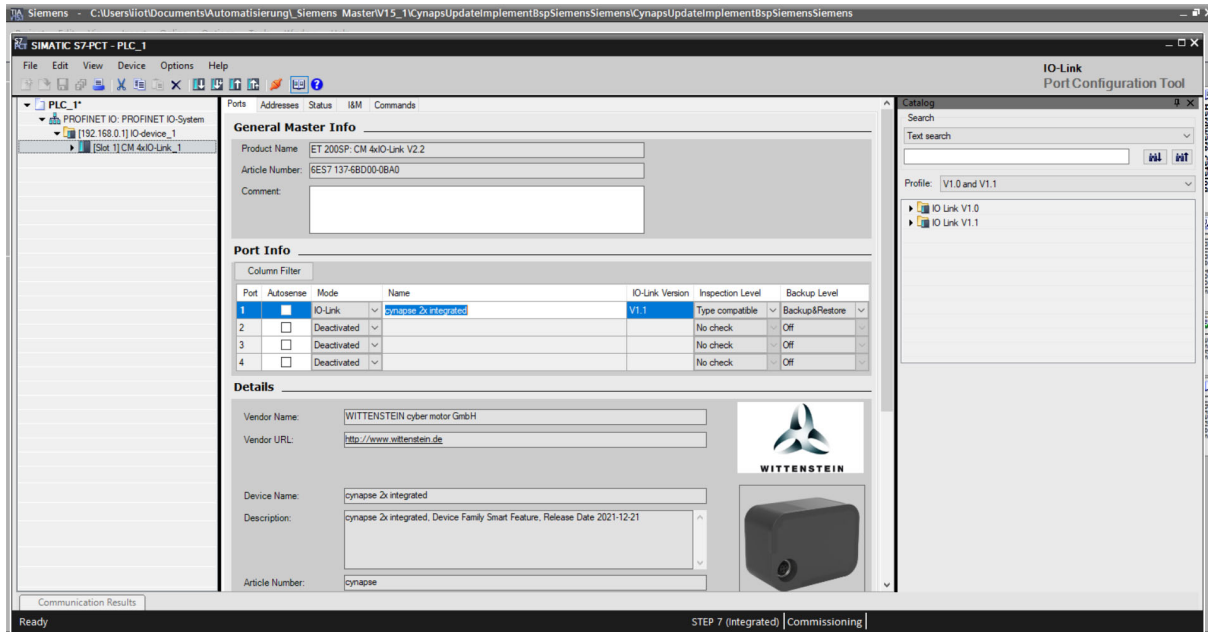 Siemens - C:\Users\iiot\Documents\Automatisierung\_Siemens Master\V15_1\CynapsUpdateImplementBspSiemensSiemens\CynapsUpdateImplementBspSiemensSiemens
SIMATIC S7-PCT - PLC_1
File Edit View Device Options Help
IO-Link
Port Configuration Tool
PLC_1*
PROFINET IO: PROFINET IO-System
[192.168.0.1] IO-device_1
[Slot 1] CM 4xIO-Link_1
Ports Addresses Status I&M Commands
General Master Info
Product Name ET 200SP: CM 4xIO-Link V2.2
Article Number: 6ES7 137-6BD00-0BA0
Comment:
Port Info
Column Filter
Port Autosense Mode Name IO-Link Version Inspection Level Backup Level
1 IO-Link cynapse 2x integrated V1.1 Type compatible Backup&Restore
2 Deactivated No check Off
3 Deactivated No check Off
4 Deactivated No check Off
Details
Vendor Name: WITTENSTEIN cyber motor GmbH
Vendor URL: http://www.wittenstein.de
WITTENSTEIN
Device Name: cynapse 2x integrated
Description: cynapse 2x integrated, Device Family Smart Feature, Release Date 2021-12-21
Article Number: cynapse
Catalog
Search
Text search
Profile: V1.0 and V1.1
IO Link V1.0
IO Link V1.1
Communication Results
Ready
STEP 7 (Integrated) Commissioning